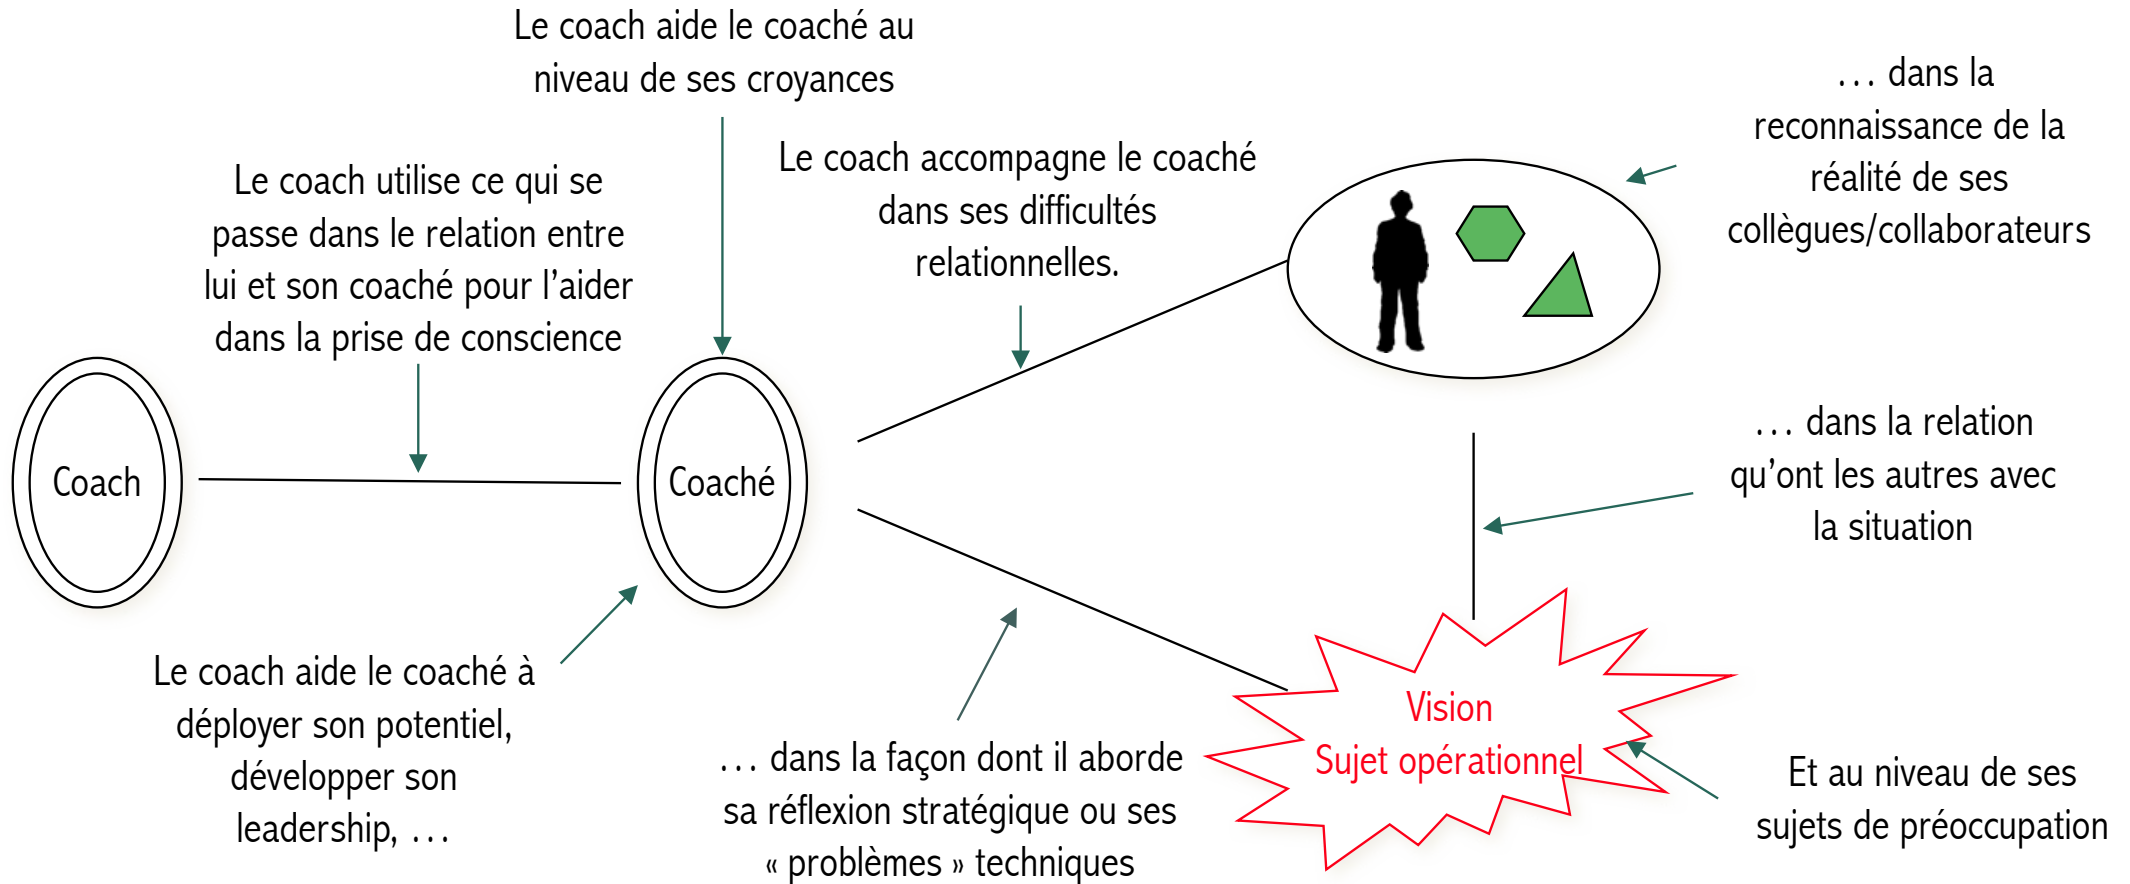 Le coach aide le coaché au
niveau de ses croyances
Le coach utilise ce qui se
passe dans le relation entre
lui et son coaché pour l’aider
dans la prise de conscience
Le coach accompagne le coaché
dans ses difficultés
relationnelles.
… dans la
reconnaissance de la
réalité de ses
collègues/collaborateurs
Coach
Coaché
… dans la relation
qu’ont les autres avec
la situation
Le coach aide le coaché à
déployer son potentiel,
développer son
leadership, …
… dans la façon dont il aborde
sa réflexion stratégique ou ses
« problèmes » techniques
Vision
Sujet opérationnel
Et au niveau de ses
sujets de préoccupation